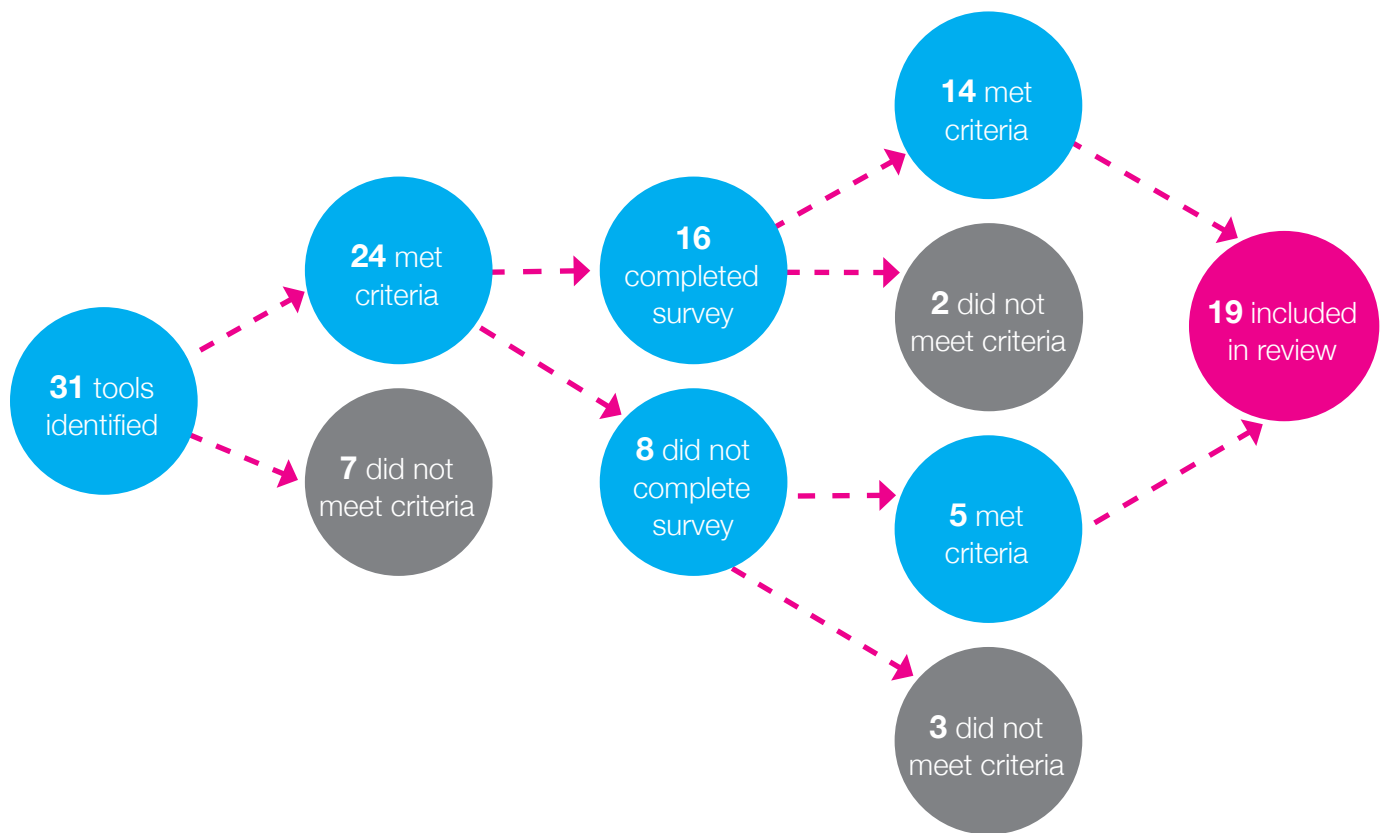 31 tools
identified
24 met
criteria
7 did not
meet criteria
16
completed
survey
8 did not
complete
survey
14 met
criteria
2 did not
meet criteria
5 met
criteria
3 did not
meet criteria
19 included
in review